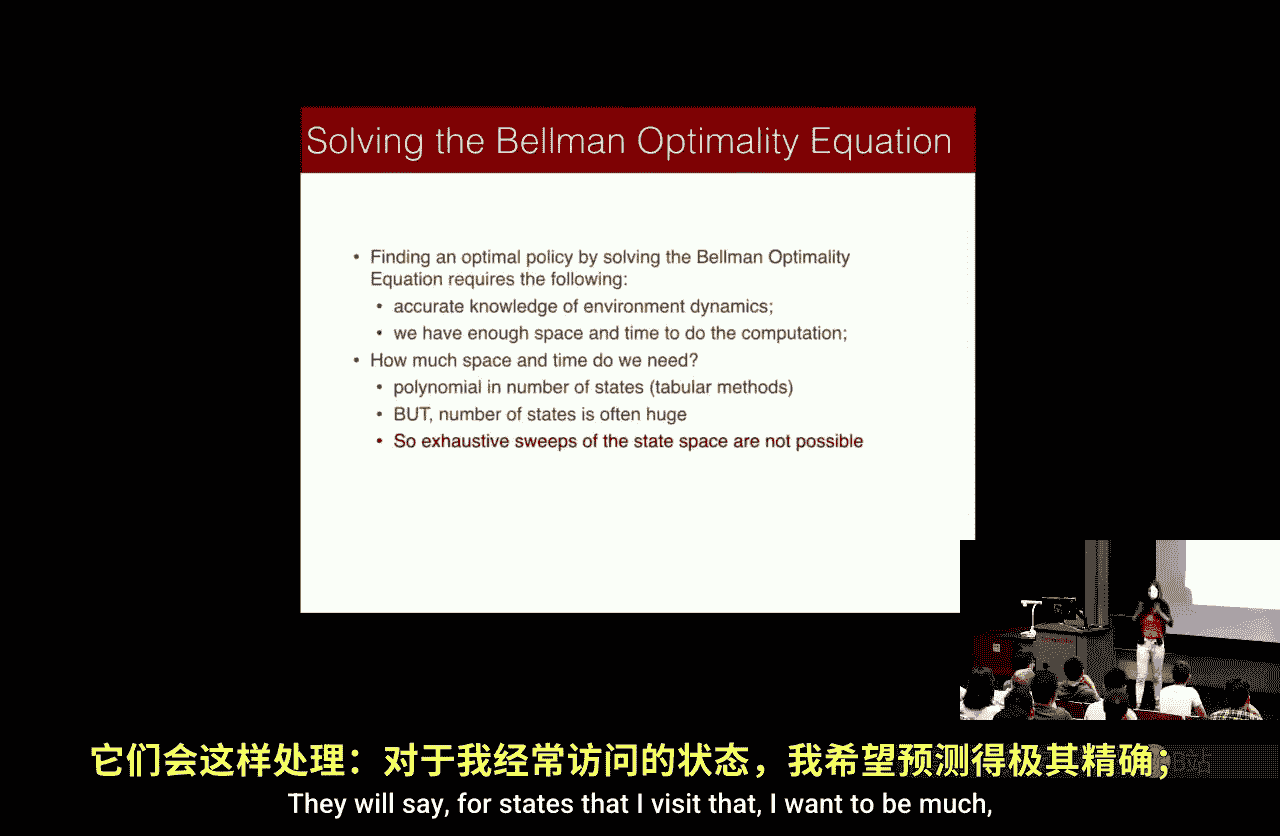 Solving the Bellman Optimality Equation
• Finding an optimal policy by solving the Bellman Optimality
Equation requires the following:
• accurate knowledge of environment dynamics;
• we have enough space and time to do the computation;
• How much space and time do we need?
• polynomial in number of states (tabular methods)
• BUT, number of states is often huge
• So exhaustive sweeps of the state space are not possible
它们会这样处理：对于我经常访问的状态，我希望预测得极其精确；
They will say, for states that I visit that, I want to be much,